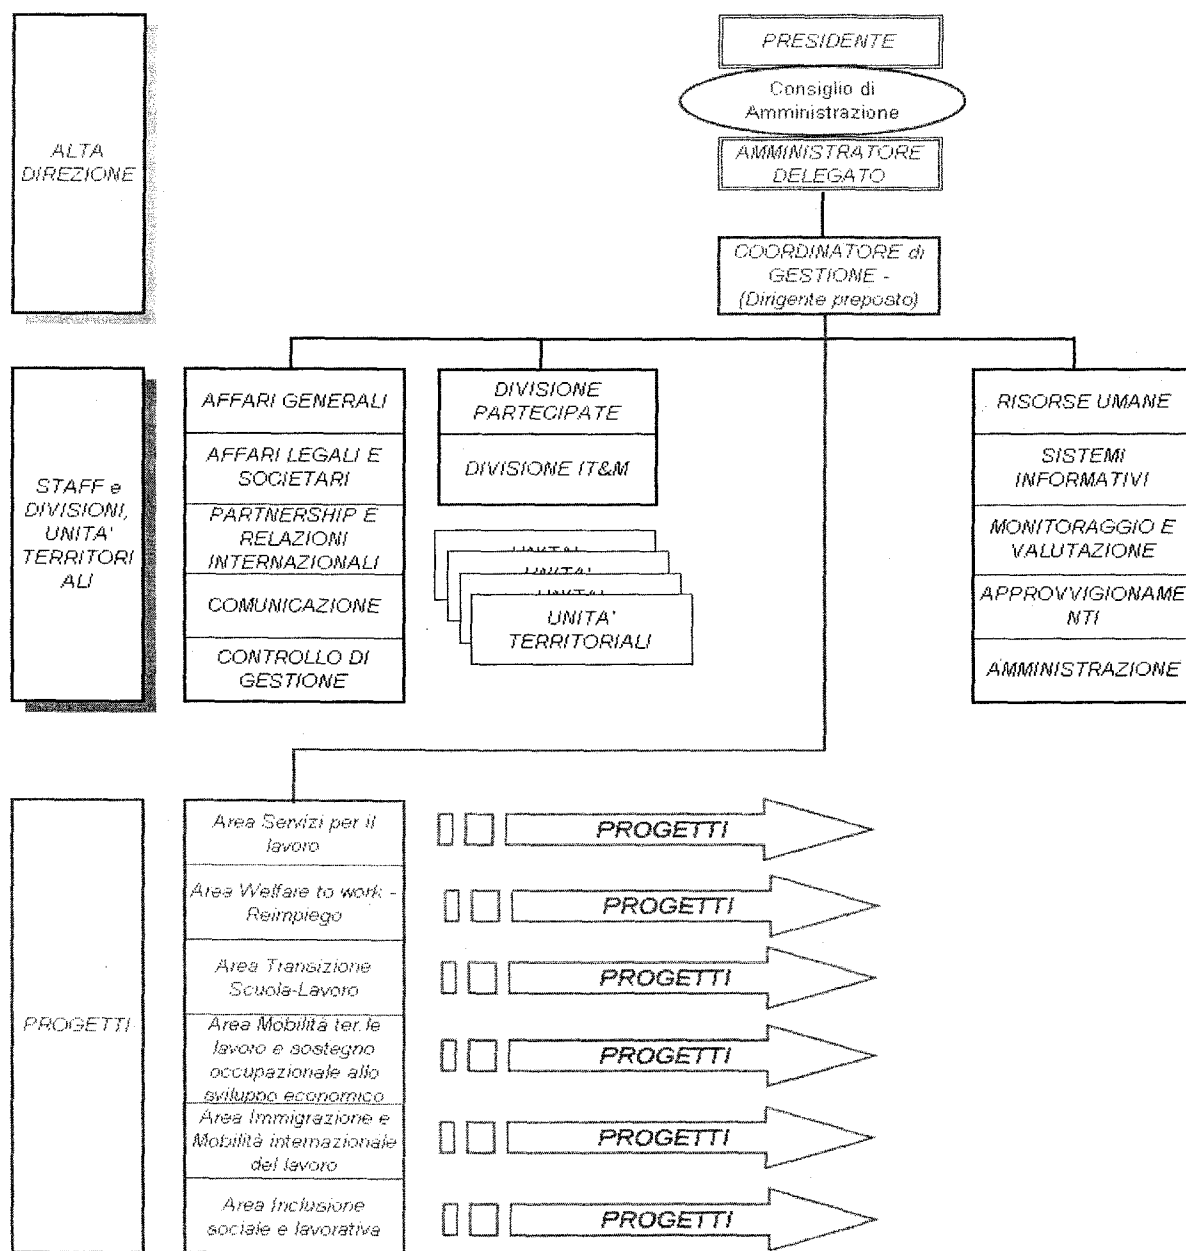 PRESIDENTE
Consiglio di
Amministrazione
AMMINISTRATORE
DELEGATO
ALTA
DIREZIONE
COORDINATORE di
GESTIONE -
(Dirigente preposto)
STAFF e
DIVISIONI,
UNITA'
TERRITORI
ALI
AFFARI GENERALI
AFFARI LEGALI E
SOCIETARI
PARTNERSHIP E
RELAZIONI
INTERNAZIONALI
COMUNICAZIONE
CONTROLLO DI
GESTIONE
DIVISIONE
PARTECIPATE
DIVISIONE IT&M
UNITA'
UNITA'
UNITA'
UNITA'
TERRITORIALI
RISORSE UMANE
SISTEMI
INFORMATIVI
MONITORAGGIO E
VALUTAZIONE
APPROVVIGIONAME
NTI
AMMINISTRAZIONE
PROGETTI
Area Servizi per il
lavoro
PROGETTI
Area Welfare to work -
Reimpiego
PROGETTI
Area Transizione
Scuola-Lavoro
PROGETTI
Area Mobilità ter.le
lavoro e sostegno
occupazionale allo
sviluppo economico
PROGETTI
Area Immigrazione e
Mobilità internazionale
del lavoro
PROGETTI
Area Inclusione
sociale e lavorativa
PROGETTI